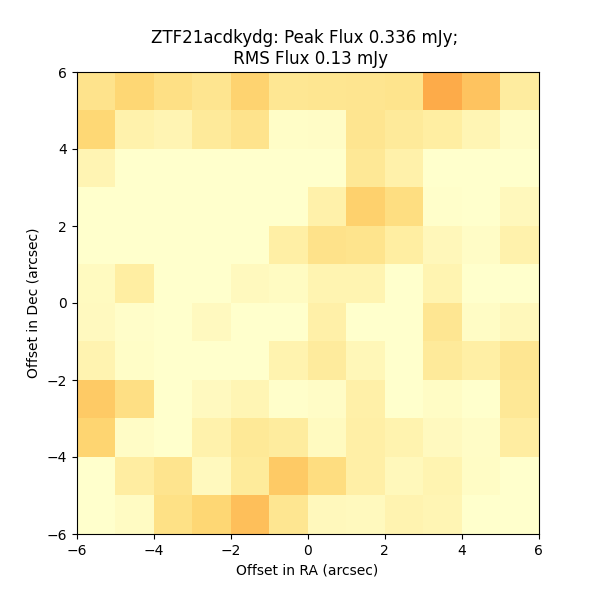 ZTF21acdkydg: Peak Flux 0.336 mJy;
RMS Flux 0.13 mJy
6
4
2
0
−2
−4
−6
Offset in Dec (arcsec)
−6 −4 −2 0 2 4 6
Offset in RA (arcsec)